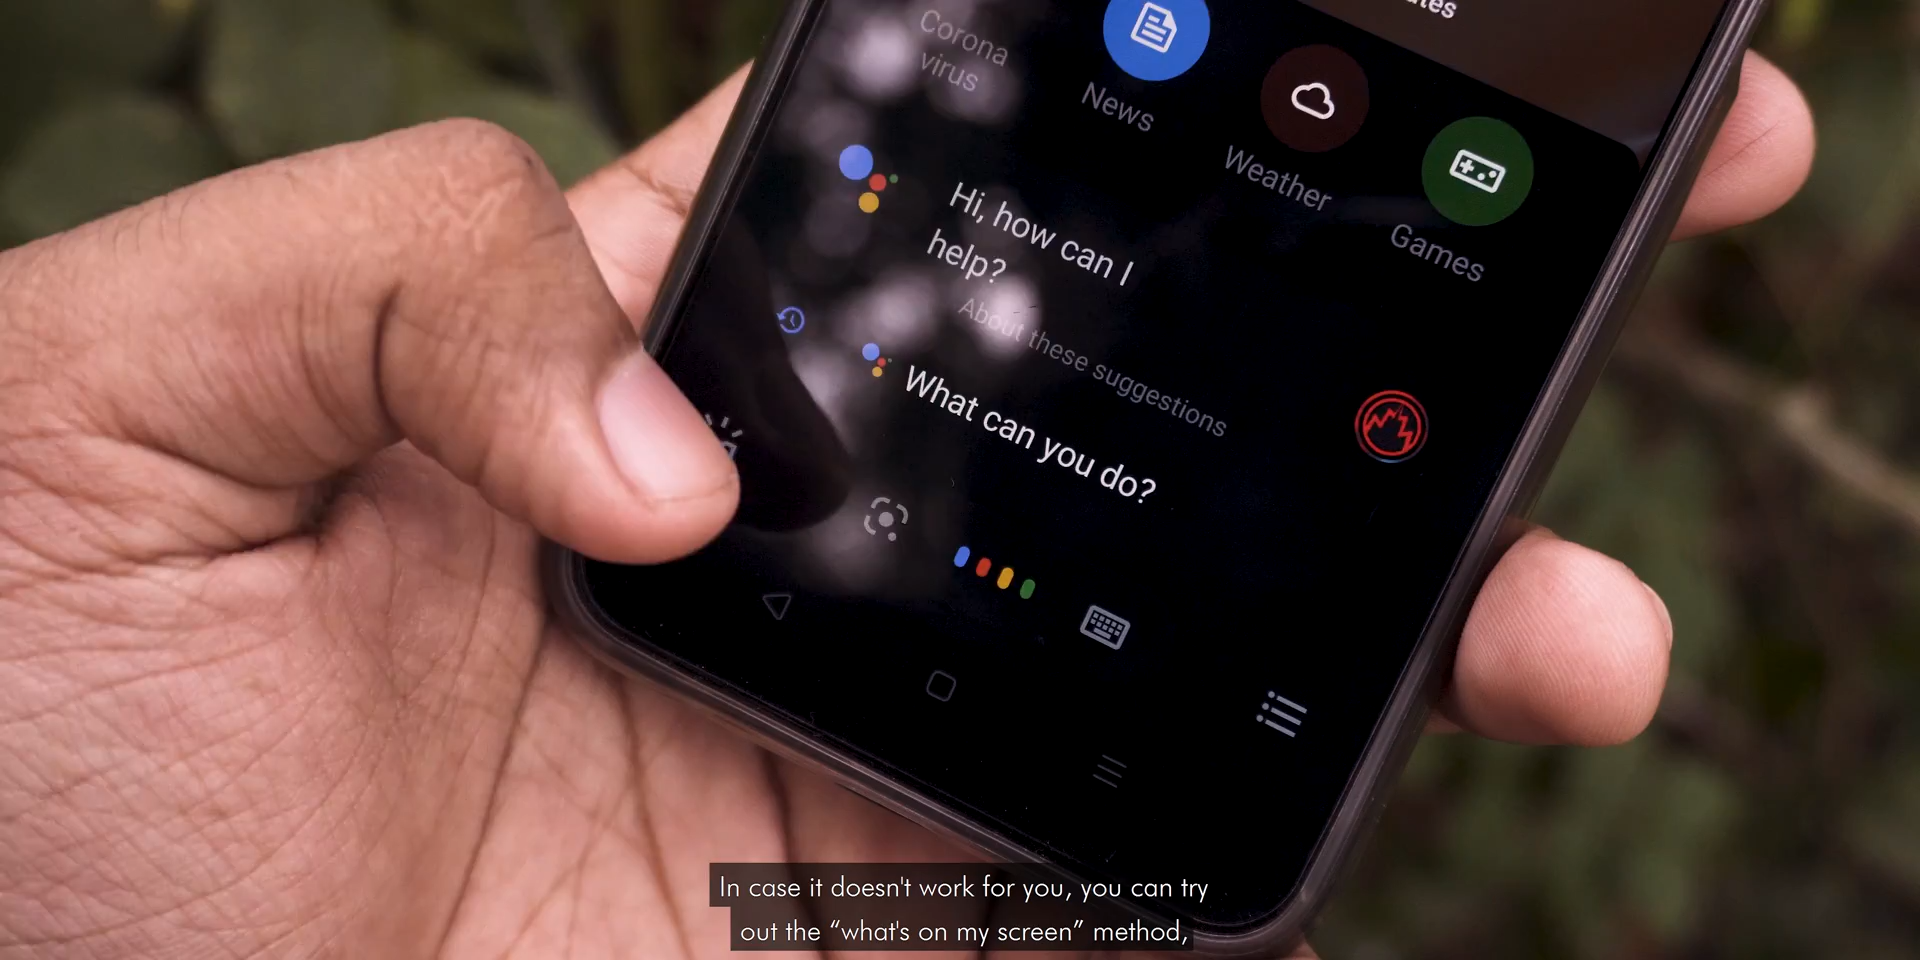 Corona
virus
News
Weather
Games
Hi, how can I
help?
About these suggestions
What can you do?
In case it doesn't work for you, you can try
out the “what's on my screen” method,